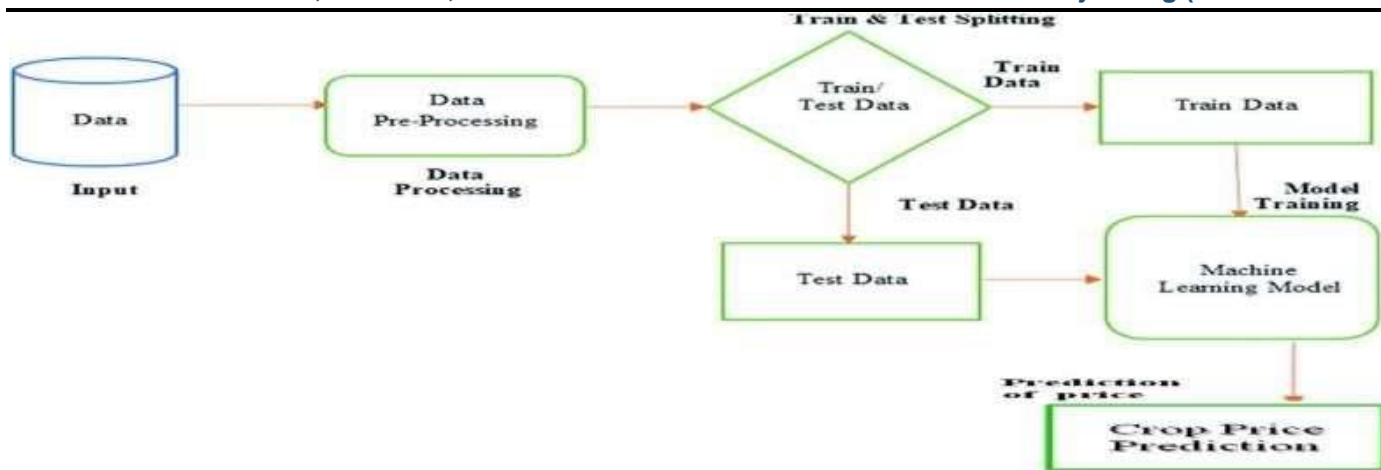 Train & Test Splitting
Data
Input
Data
Pre-Processing
Data
Processing
Train/
Test Data
Train
Data
Train Data
Test Data
Test Data
Model
Training
Machine
Learning Model
Prediction
of price
Crop Price
Prediction